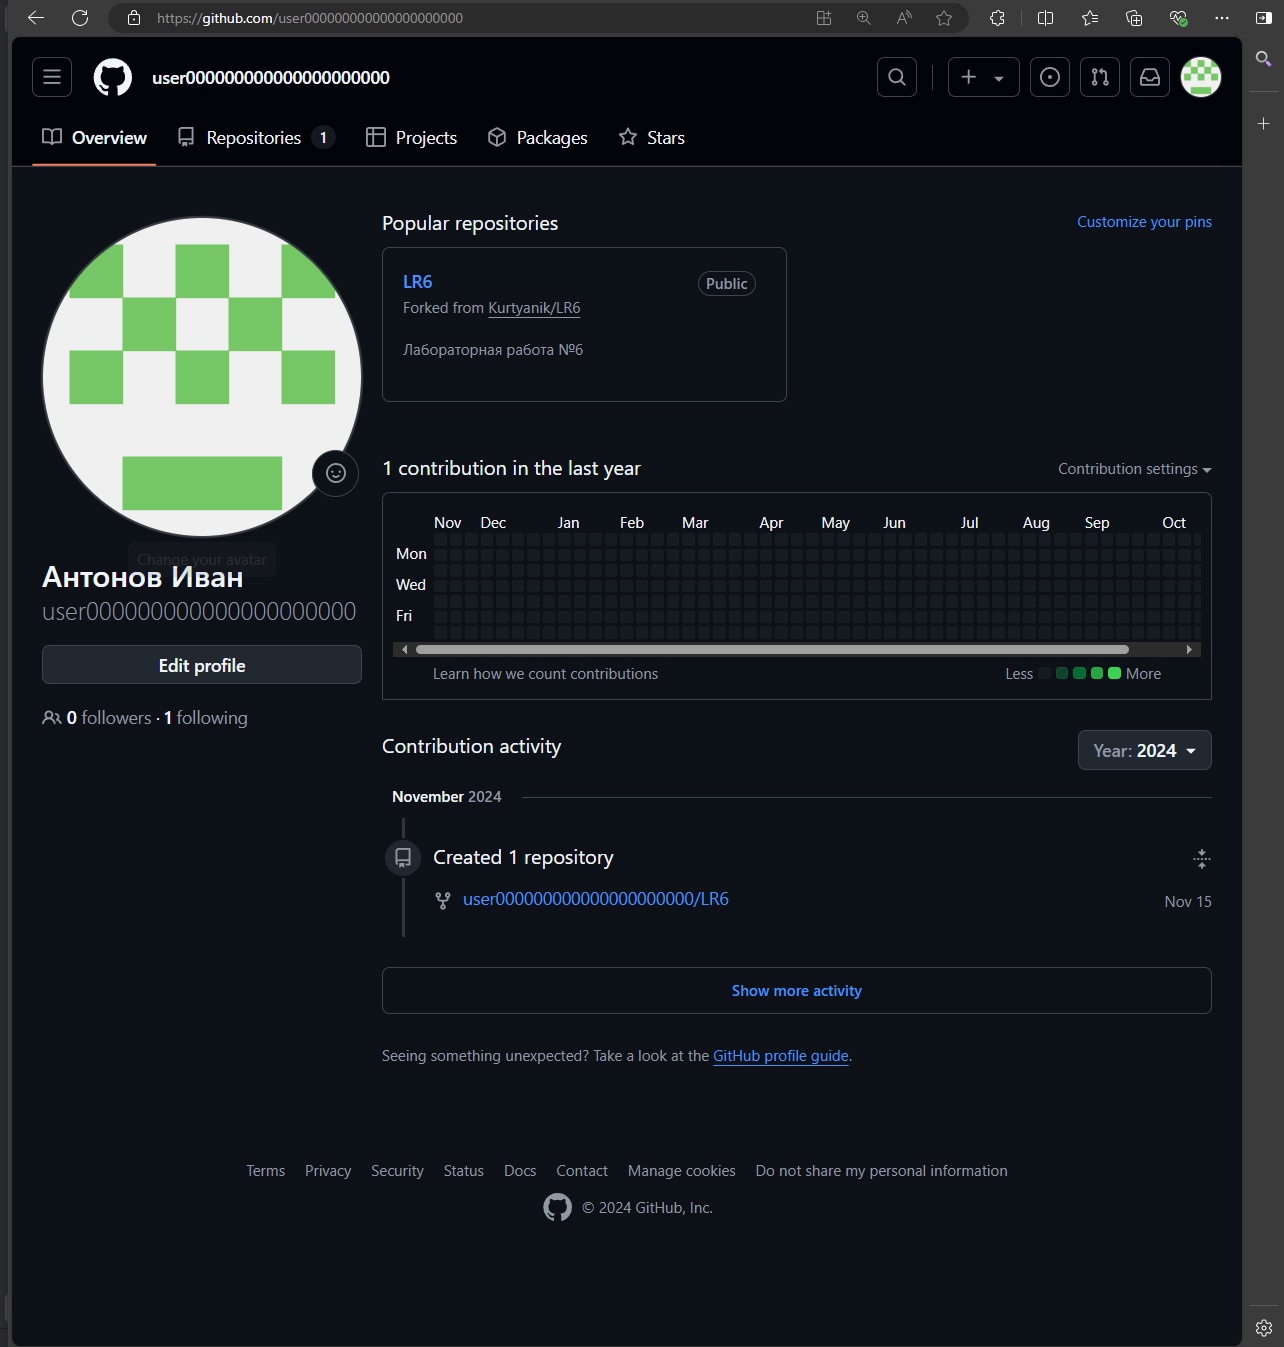 https://github.com/user000000000000000000000
user000000000000000000000
Overview
Repositories 1
Projects
Packages
Stars
Popular repositories
Customize your pins
LR6
Public
Forked from Kurtyanik/LR6
Лабораторная работа №6
1 contribution in the last year
Contribution settings
Nov Dec Jan Feb Mar Apr May Jun Jul Aug Sep Oct
Mon
Wed
Fri
Learn how we count contributions
Less
More
Change your avatar
Антонов Иван
user000000000000000000000
Edit profile
0 followers · 1 following
Contribution activity
Year: 2024
November 2024
Created 1 repository
user000000000000000000000/LR6
Nov 15
Show more activity
Seeing something unexpected? Take a look at the GitHub profile guide.
Terms Privacy Security Status Docs Contact Manage cookies Do not share my personal information
© 2024 GitHub, Inc.